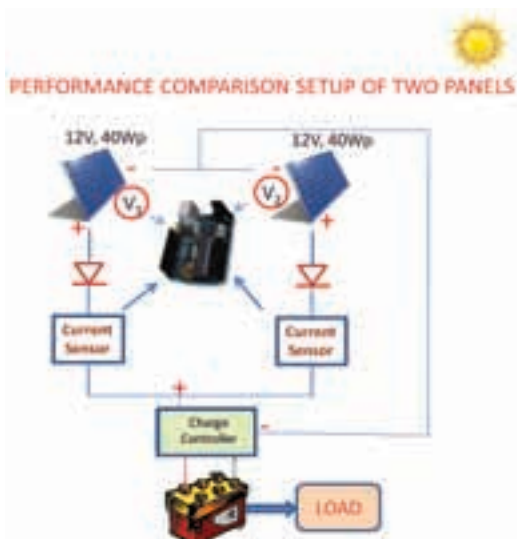 PERFORMANCE COMPARISON SETUP OF TWO PANELS
12V, 40Wp
12V, 40Wp
-
-
V₁
V₂
+
+
Current
Sensor
Current
Sensor
+
Charge
Controller
-
LOAD